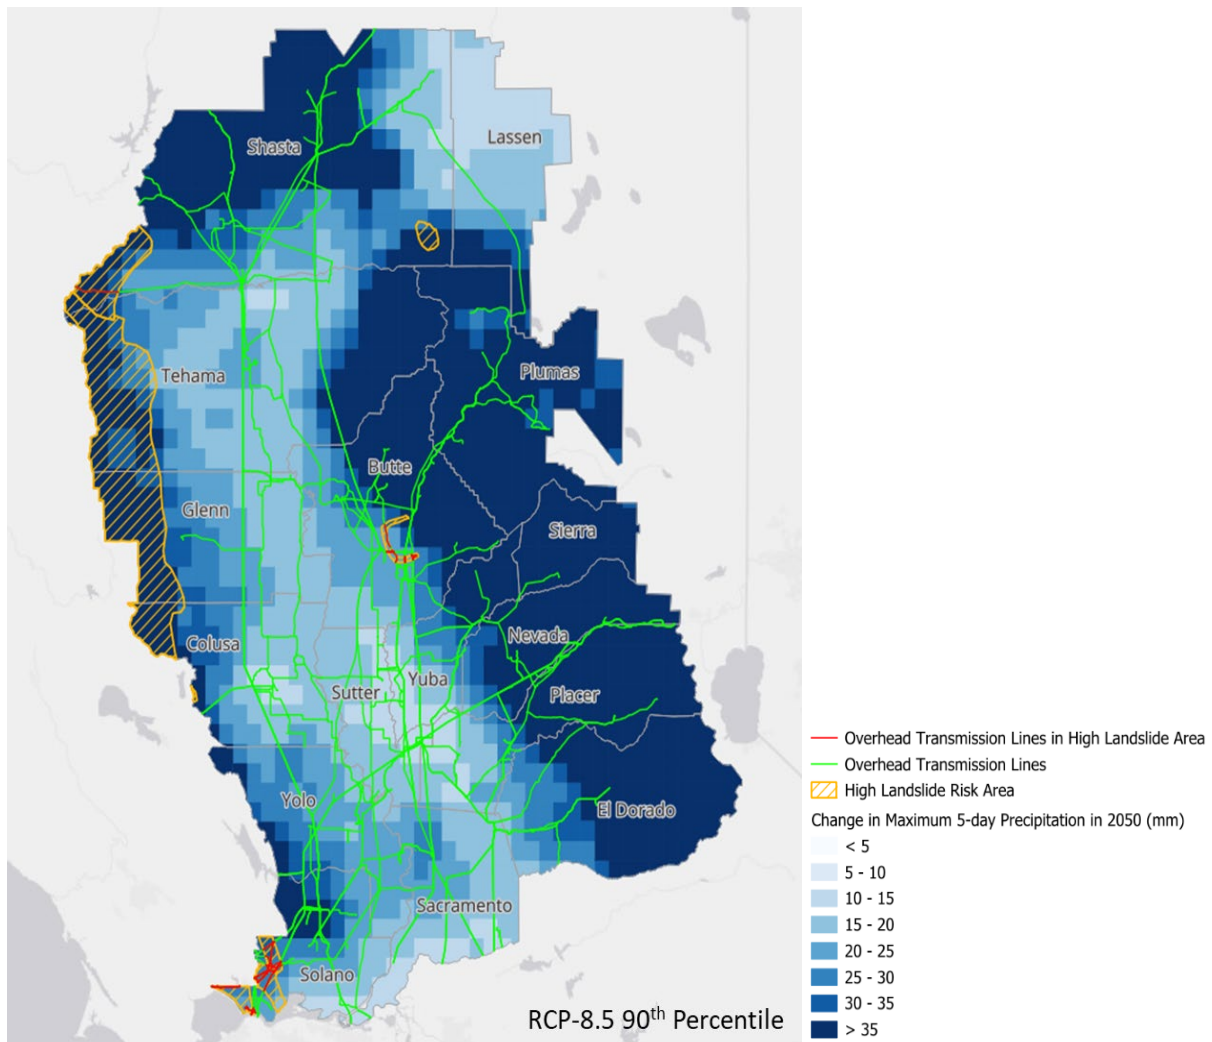 Shasta
Lassen
Tehama
Plumas
Butte
Glenn
Sierra
Nevada
Colusa
Yuba
Sutter
Placer
Yolo
El Dorado
Sacramento
Solano
RCP-8.5 90th Percentile
Overhead Transmission Lines in High Landslide Area
Overhead Transmission Lines
High Landslide Risk Area
Change in Maximum 5-day Precipitation in 2050 (mm)
< 5
5 - 10
10 - 15
15 - 20
20 - 25
25 - 30
30 - 35
> 35